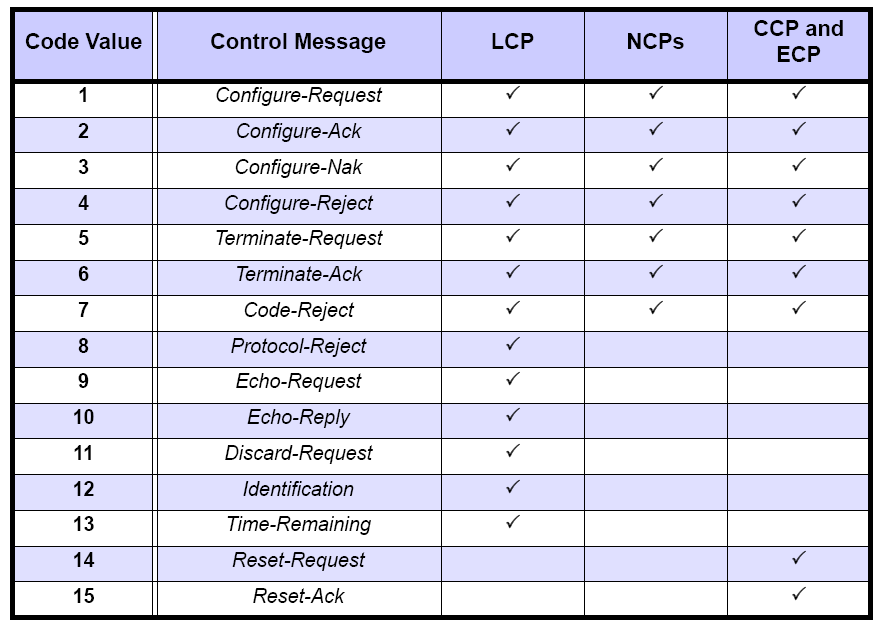 Code Value Control Message LCP NCPs CCP and
ECP
1 Configure-Request ✓ ✓ ✓
2 Configure-Ack ✓ ✓ ✓
3 Configure-Nak ✓ ✓ ✓
4 Configure-Reject ✓ ✓ ✓
5 Terminate-Request ✓ ✓ ✓
6 Terminate-Ack ✓ ✓ ✓
7 Code-Reject ✓ ✓ ✓
8 Protocol-Reject ✓
9 Echo-Request ✓
10 Echo-Reply ✓
11 Discard-Request ✓
12 Identification ✓
13 Time-Remaining ✓
14 Reset-Request ✓
15 Reset-Ack ✓